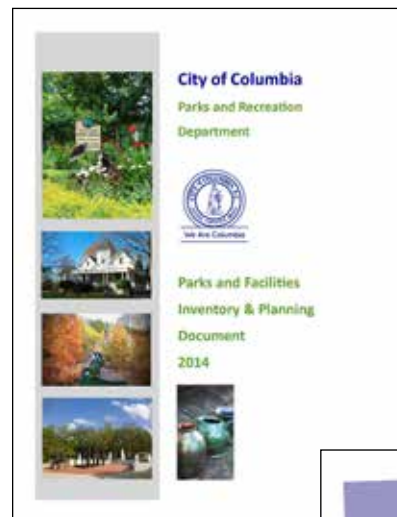 City of Columbia
Parks and Recreation
Department
We Are Columbia
Parks and Facilities
Inventory & Planning
Document
2014